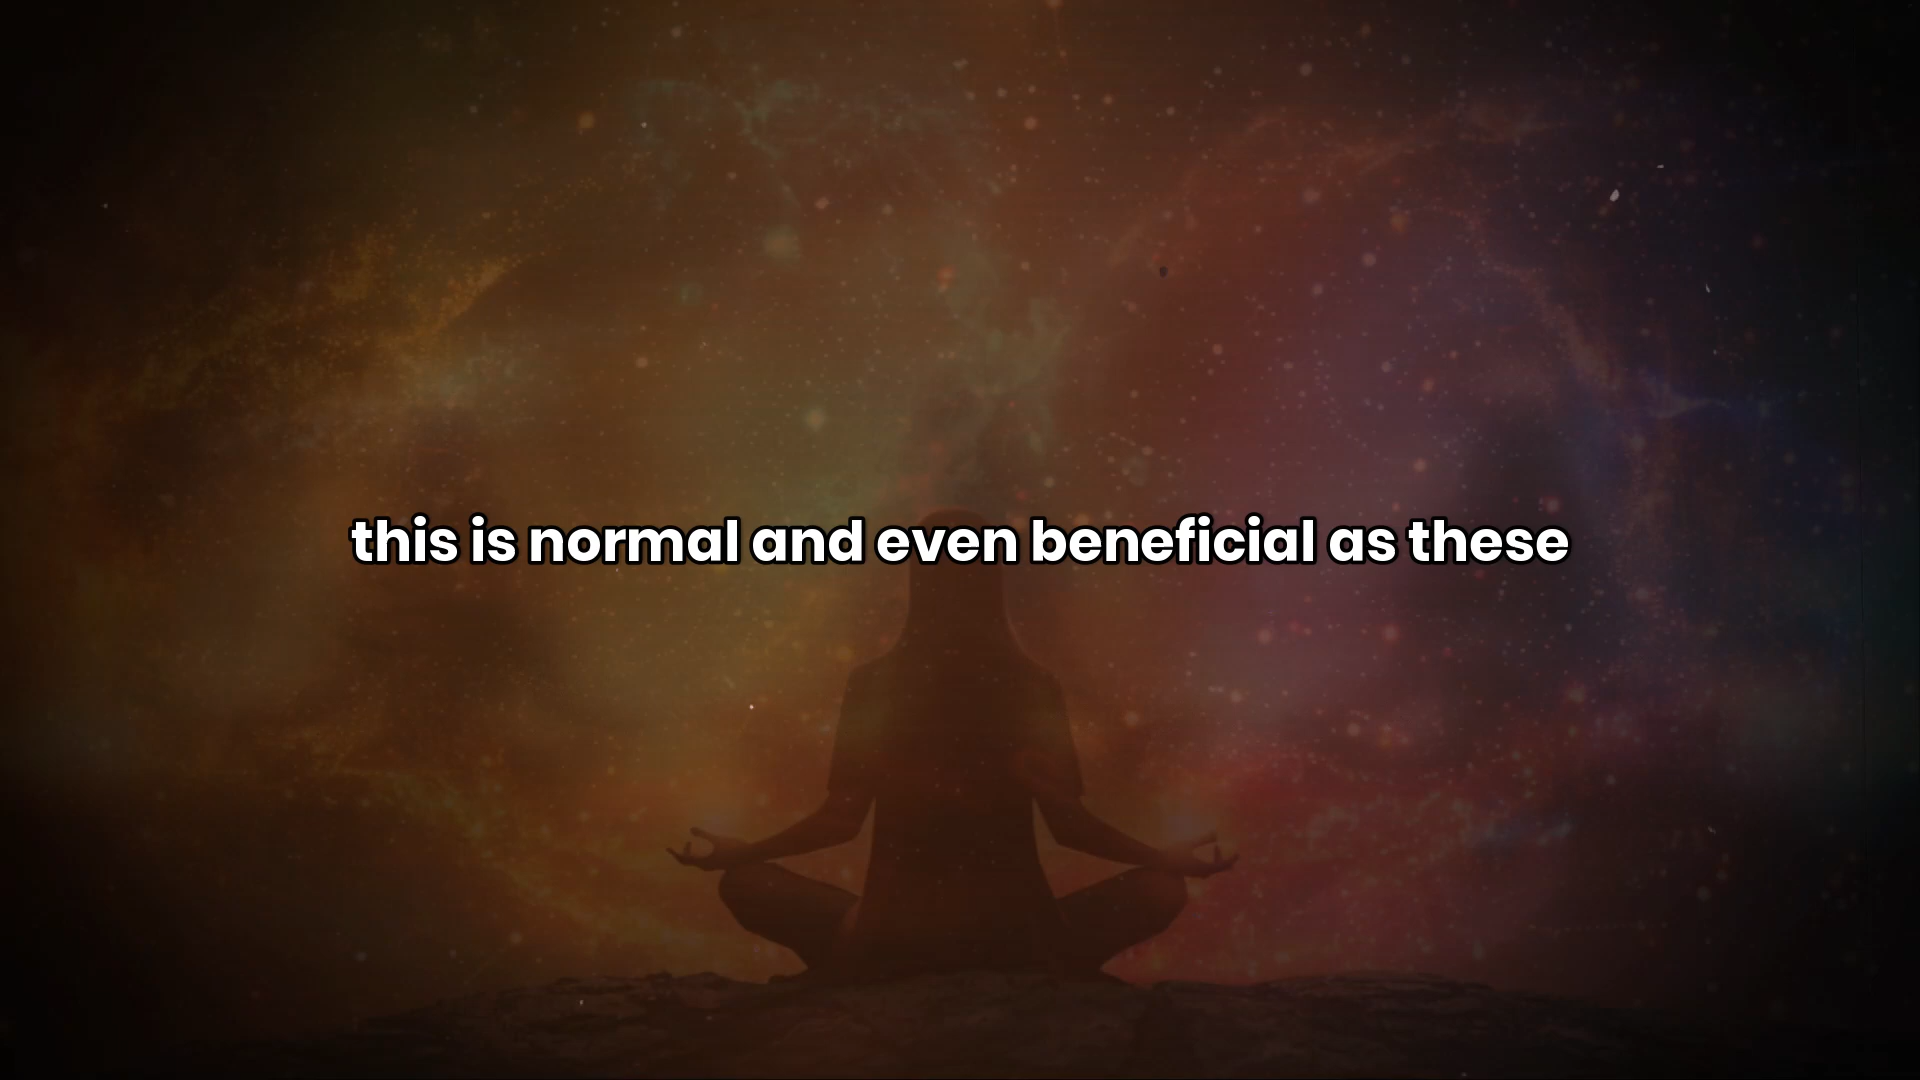 this is normal and even beneficial as these